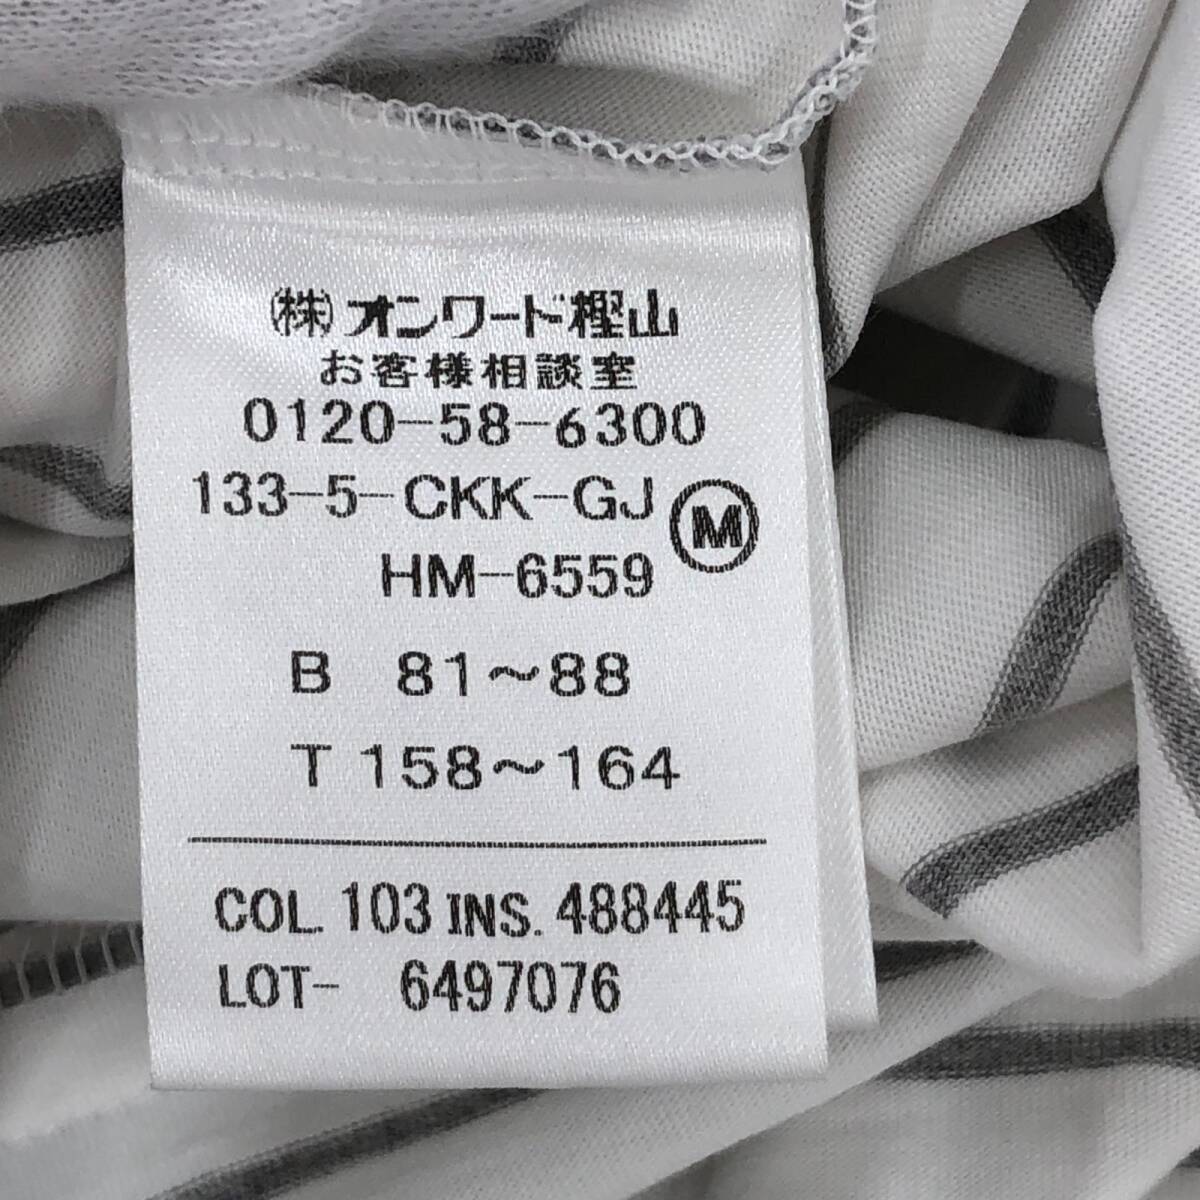 ㈱オンワード樫山
お客様相談室
0120-58-6300
133-5-CKK-GJ Ⓜ
HM-6559
B 81～88
T 158～164
COL. 103 INS. 488445
LOT- 6497076